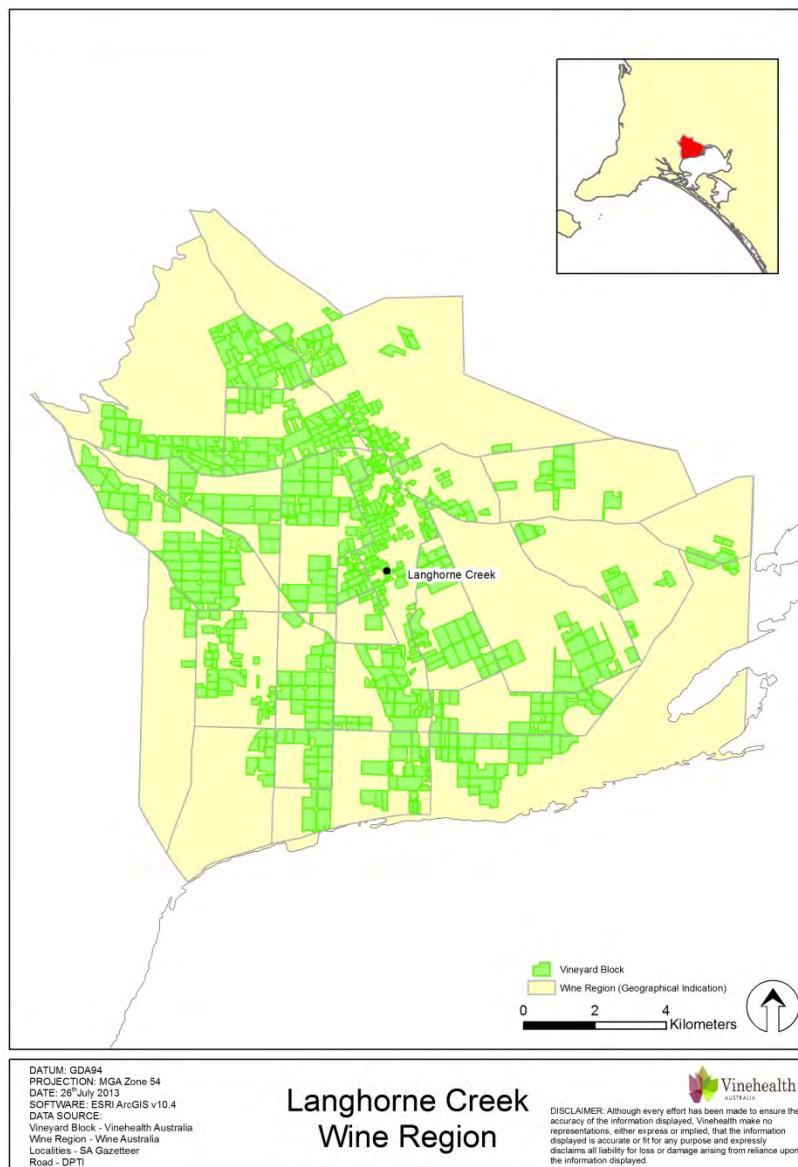 Langhorne Creek
Vineyard Block
Wine Region (Geographical Indication)
0 2 4
Kilometers
DATUM: GDA94
PROJECTION: MGA Zone 54
DATE: 26th July 2013
SOFTWARE: ESRI ArcGIS v10.4
DATA SOURCE:
Vineyard Block - Vinehealth Australia
Wine Region - Wine Australia
Localities - SA Gazetteer
Road - DPTI
Langhorne Creek
Wine Region
Vinehealth
AUSTRALIA
DISCLAIMER: Although every effort has been made to ensure the
accuracy of the information displayed, Vinehealth make no
representations, either express or implied, that the information
displayed is accurate or fit for any purpose and expressly
disclaims all liability for loss or damage arising from reliance upon
the information displayed.